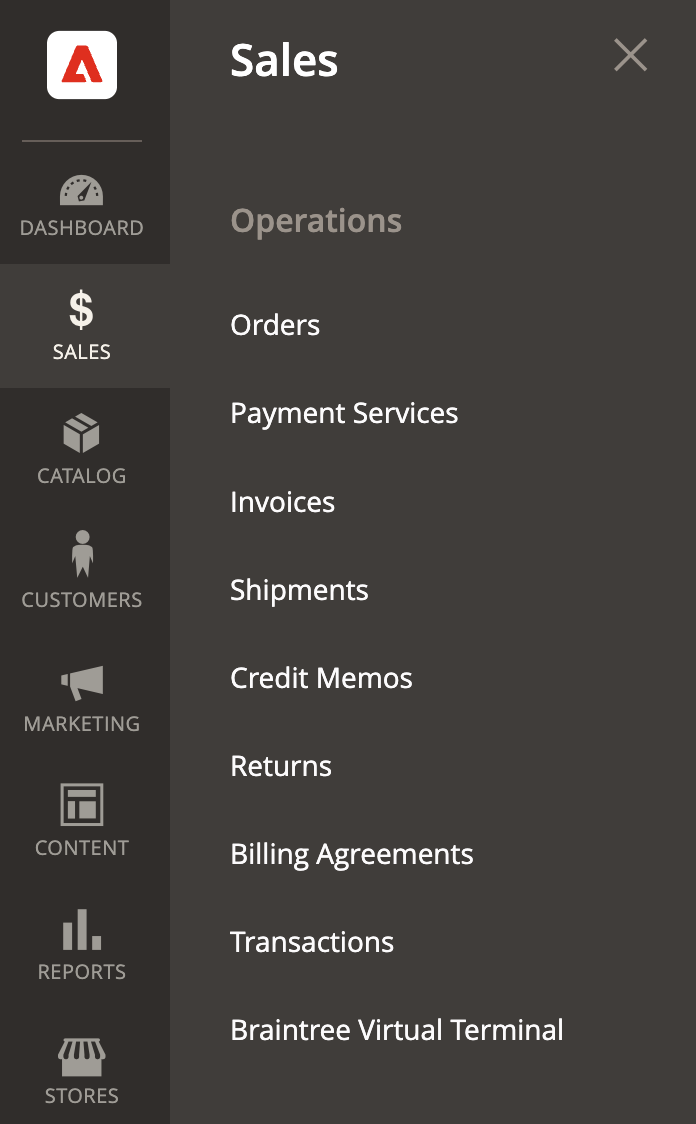 DASHBOARD
SALES
CATALOG
CUSTOMERS
MARKETING
CONTENT
REPORTS
STORES
Sales
Operations
Orders
Payment Services
Invoices
Shipments
Credit Memos
Returns
Billing Agreements
Transactions
Braintree Virtual Terminal